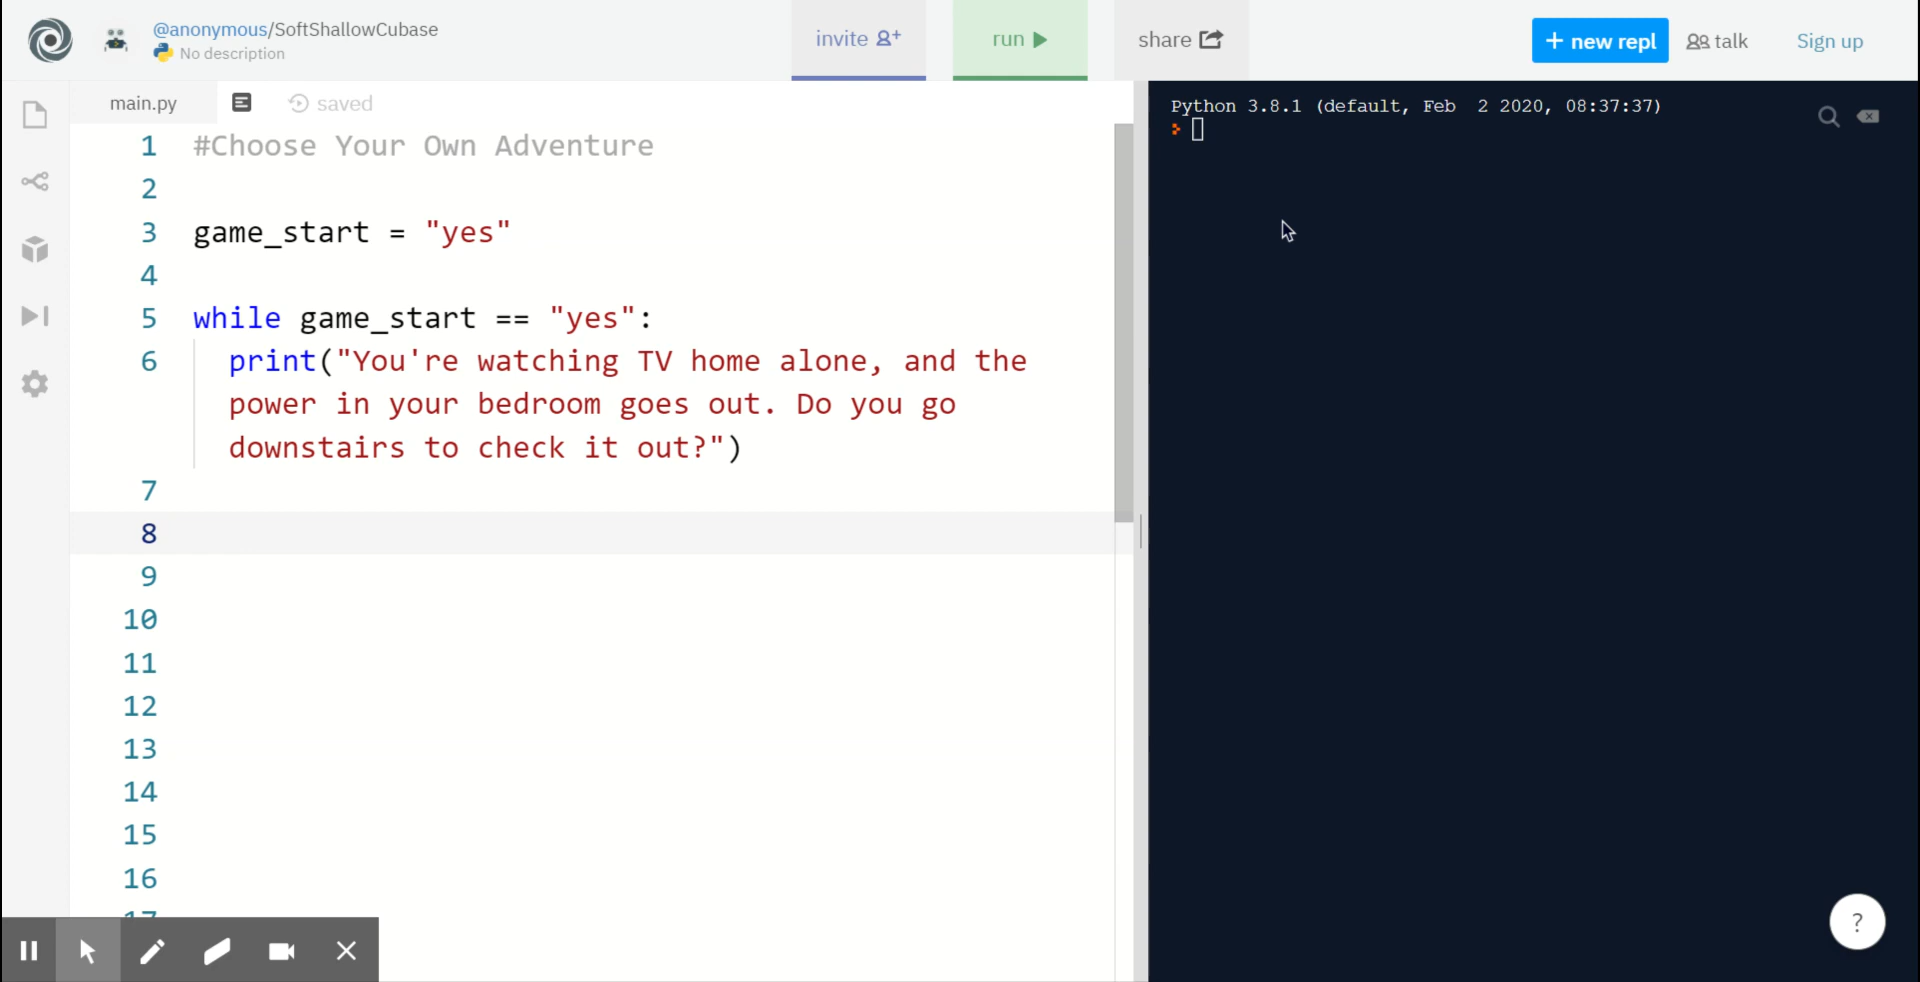 @anonymous/SoftShallowCubase
No description
invite
run
share
+ new repl
talk
Sign up
main.py
saved
1 #Choose Your Own Adventure
2
3 game_start = "yes"
4
5 while game_start == "yes":
6 print("You're watching TV home alone, and the
power in your bedroom goes out. Do you go
downstairs to check it out?")
7
8
9
10
11
12
13
14
15
16
17
Python 3.8.1 (default, Feb  2 2020, 08:37:37)
?